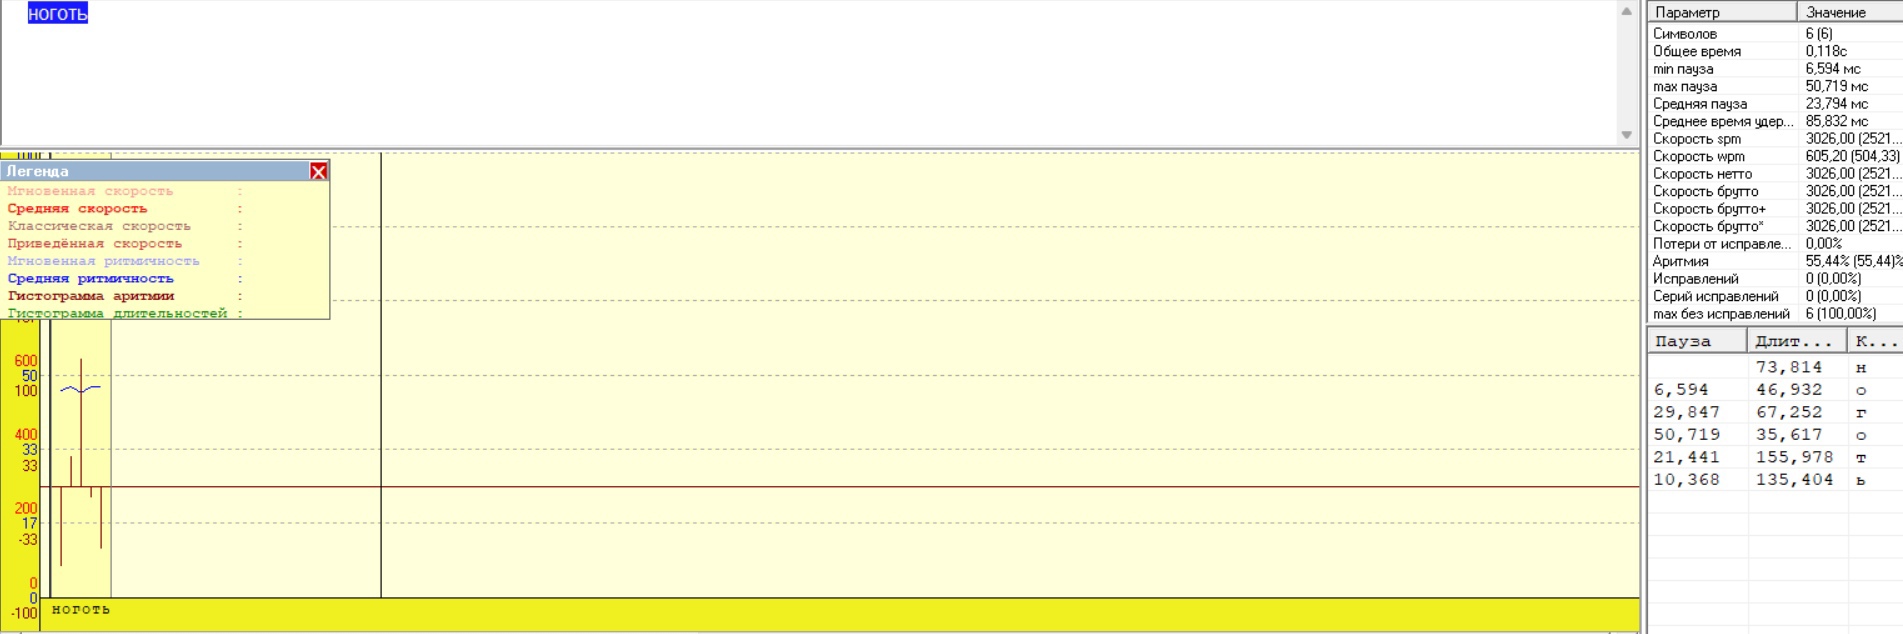 ноготь
Легенда
Мгновенная скорость :
Средняя скорость :
Классическая скорость :
Приведённая скорость :
Мгновенная ритмичность :
Средняя ритмичность :
Гистограмма аритмии :
Гистограмма длительностей :
600
50
100
400
33
33
200
17
-33
0
0
-100
ноготь
Параметр Значение
Символов 6 (6)
Общее время 0,118с
min пауза 6,594 мс
max пауза 50,719 мс
Средняя пауза 23,794 мс
Среднее время удер... 85,832 мс
Скорость spm 3026,00 (2521...
Скорость wpm 605,20 (504,33)
Скорость нетто 3026,00 (2521...
Скорость брутто 3026,00 (2521...
Скорость брутто+ 3026,00 (2521...
Скорость брутто* 3026,00 (2521...
Потери от исправле... 0,00%
Аритмия 55,44% (55,44)%
Исправлений 0 (0,00%)
Серий исправлений 0 (0,00%)
max без исправлений 6 (100,00%)
Пауза Длит... К...
73,814 н
6,594 46,932 о
29,847 67,252 г
50,719 35,617 о
21,441 155,978 т
10,368 135,404 ь